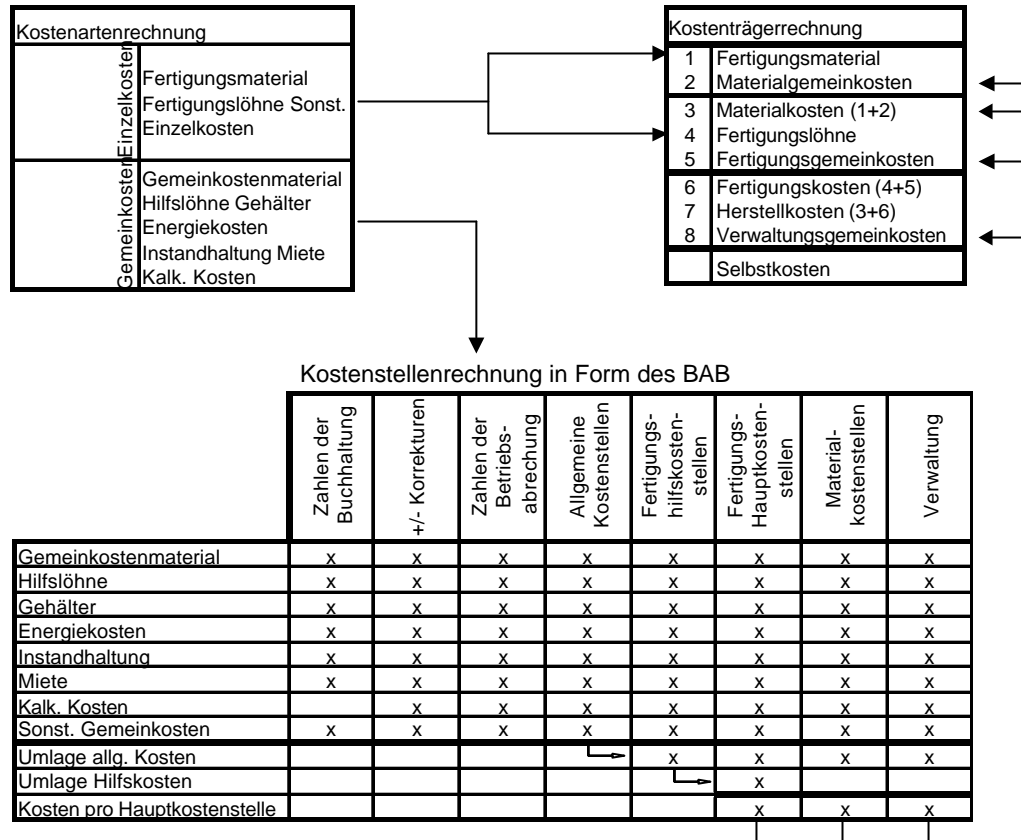 Kostenartenrechnung
Einzelkosten
Fertigungsmaterial
Fertigungslöhne Sonst.
Einzelkosten
Gemeinkosten
Gemeinkostenmaterial
Hilfslöhne Gehälter
Energiekosten
Instandhaltung Miete
Kalk. Kosten
Kostenträgerrechnung
1 Fertigungsmaterial
2 Materialgemeinkosten
3 Materialkosten (1+2)
4 Fertigungslöhne
5 Fertigungsgemeinkosten
6 Fertigungskosten (4+5)
7 Herstellkosten (3+6)
8 Verwaltungsgemeinkosten
Selbstkosten
Kostenstellenrechnung in Form des BAB
Zahlen der
Buchhaltung
+/- Korrekturen
Zahlen der
Betriebs-
abrechung
Allgemeine
Kostenstellen
Fertigungs-
hilfskosten-
stellen
Fertigungs-
Hauptkosten-
stellen
Material-
kostenstellen
Verwaltung
Gemeinkostenmaterial x x x x x x x x
Hilfslöhne x x x x x x x x
Gehälter x x x x x x x x
Energiekosten x x x x x x x x
Instandhaltung x x x x x x x x
Miete x x x x x x x x
Kalk. Kosten x x x x x x x
Sonst. Gemeinkosten x x x x x x x x
Umlage allg. Kosten x x x x
Umlage Hilfskosten x
Kosten pro Hauptkostenstelle x x x